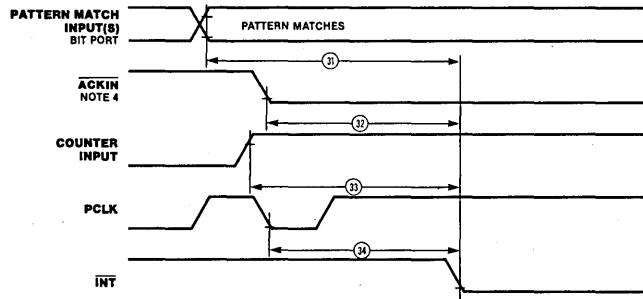 PATTERN MATCH
INPUT(S)
BIT PORT
PATTERN MATCHES
31
ACKIN
NOTE 4
32
COUNTER
INPUT
33
PCLK
34
INT